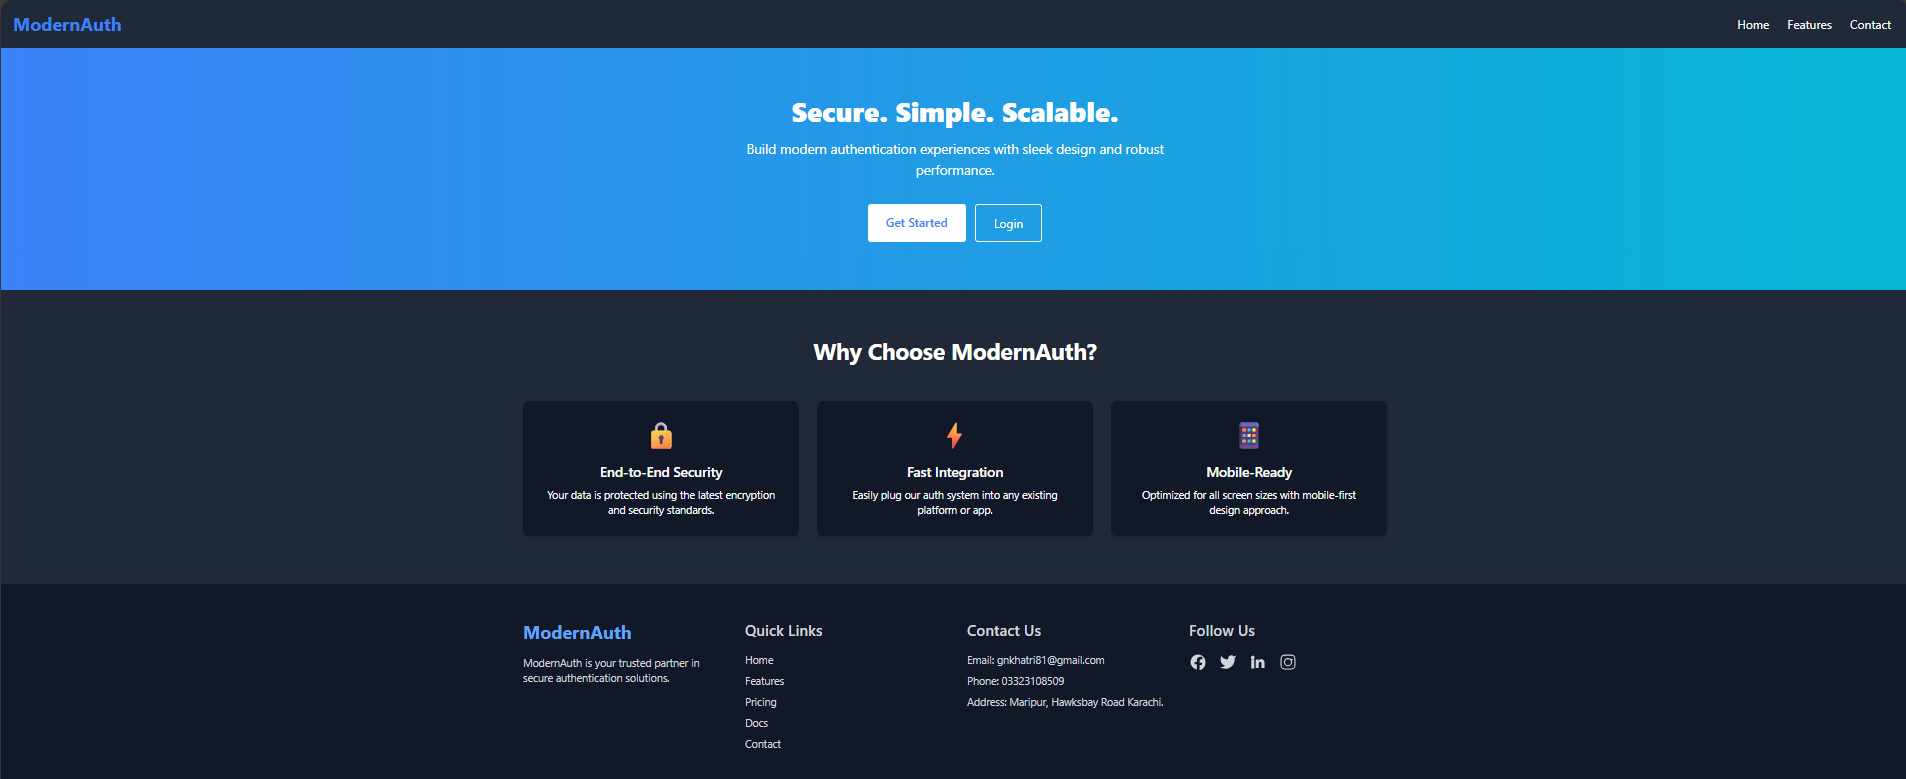 ModernAuth
Home Features Contact
Secure. Simple. Scalable.
Build modern authentication experiences with sleek design and robust
performance.
Get Started Login
Why Choose ModernAuth?
End-to-End Security
Your data is protected using the latest encryption
and security standards.
Fast Integration
Easily plug our auth system into any existing
platform or app.
Mobile-Ready
Optimized for all screen sizes with mobile-first
design approach.
ModernAuth
ModernAuth is your trusted partner in
secure authentication solutions.
Quick Links
Home
Features
Pricing
Docs
Contact
Contact Us
Email: gnkhatri81@gmail.com
Phone: 03323108509
Address: Maripur, Hawksbay Road Karachi.
Follow Us